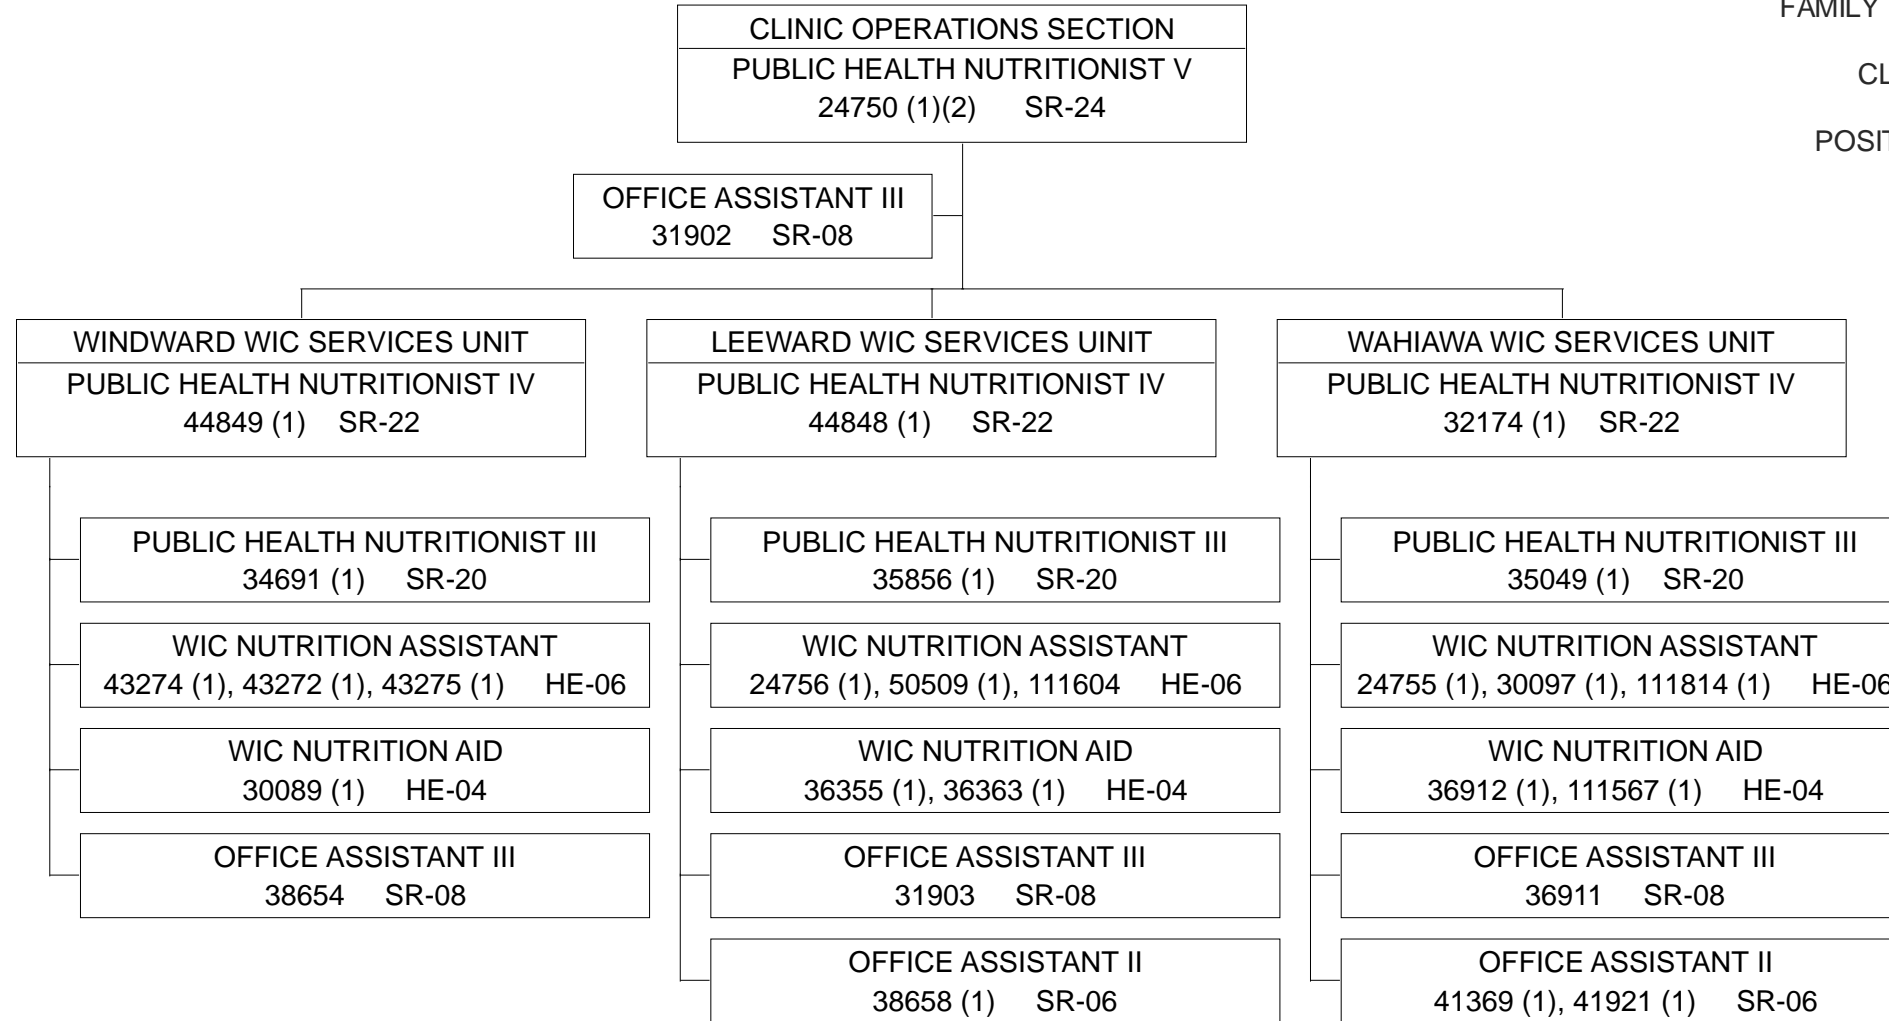 FAMILY
CLINIC OPERATIONS SECTION
PUBLIC HEALTH NUTRITIONIST V
24750 (1)(2) SR-24
CL
POSIT
OFFICE ASSISTANT III
31902 SR-08
WINDWARD WIC SERVICES UNIT
PUBLIC HEALTH NUTRITIONIST IV
44849 (1) SR-22
LEEWARD WIC SERVICES UINIT
PUBLIC HEALTH NUTRITIONIST IV
44848 (1) SR-22
WAHIAWA WIC SERVICES UNIT
PUBLIC HEALTH NUTRITIONIST IV
32174 (1) SR-22
PUBLIC HEALTH NUTRITIONIST III
34691 (1) SR-20
WIC NUTRITION ASSISTANT
43274 (1), 43272 (1), 43275 (1) HE-06
WIC NUTRITION AID
30089 (1) HE-04
OFFICE ASSISTANT III
38654 SR-08
PUBLIC HEALTH NUTRITIONIST III
35856 (1) SR-20
WIC NUTRITION ASSISTANT
24756 (1), 50509 (1), 111604 HE-06
WIC NUTRITION AID
36355 (1), 36363 (1) HE-04
OFFICE ASSISTANT III
31903 SR-08
OFFICE ASSISTANT II
38658 (1) SR-06
PUBLIC HEALTH NUTRITIONIST III
35049 (1) SR-20
WIC NUTRITION ASSISTANT
24755 (1), 30097 (1), 111814 (1) HE-06
WIC NUTRITION AID
36912 (1), 111567 (1) HE-04
OFFICE ASSISTANT III
36911 SR-08
OFFICE ASSISTANT II
41369 (1), 41921 (1) SR-06